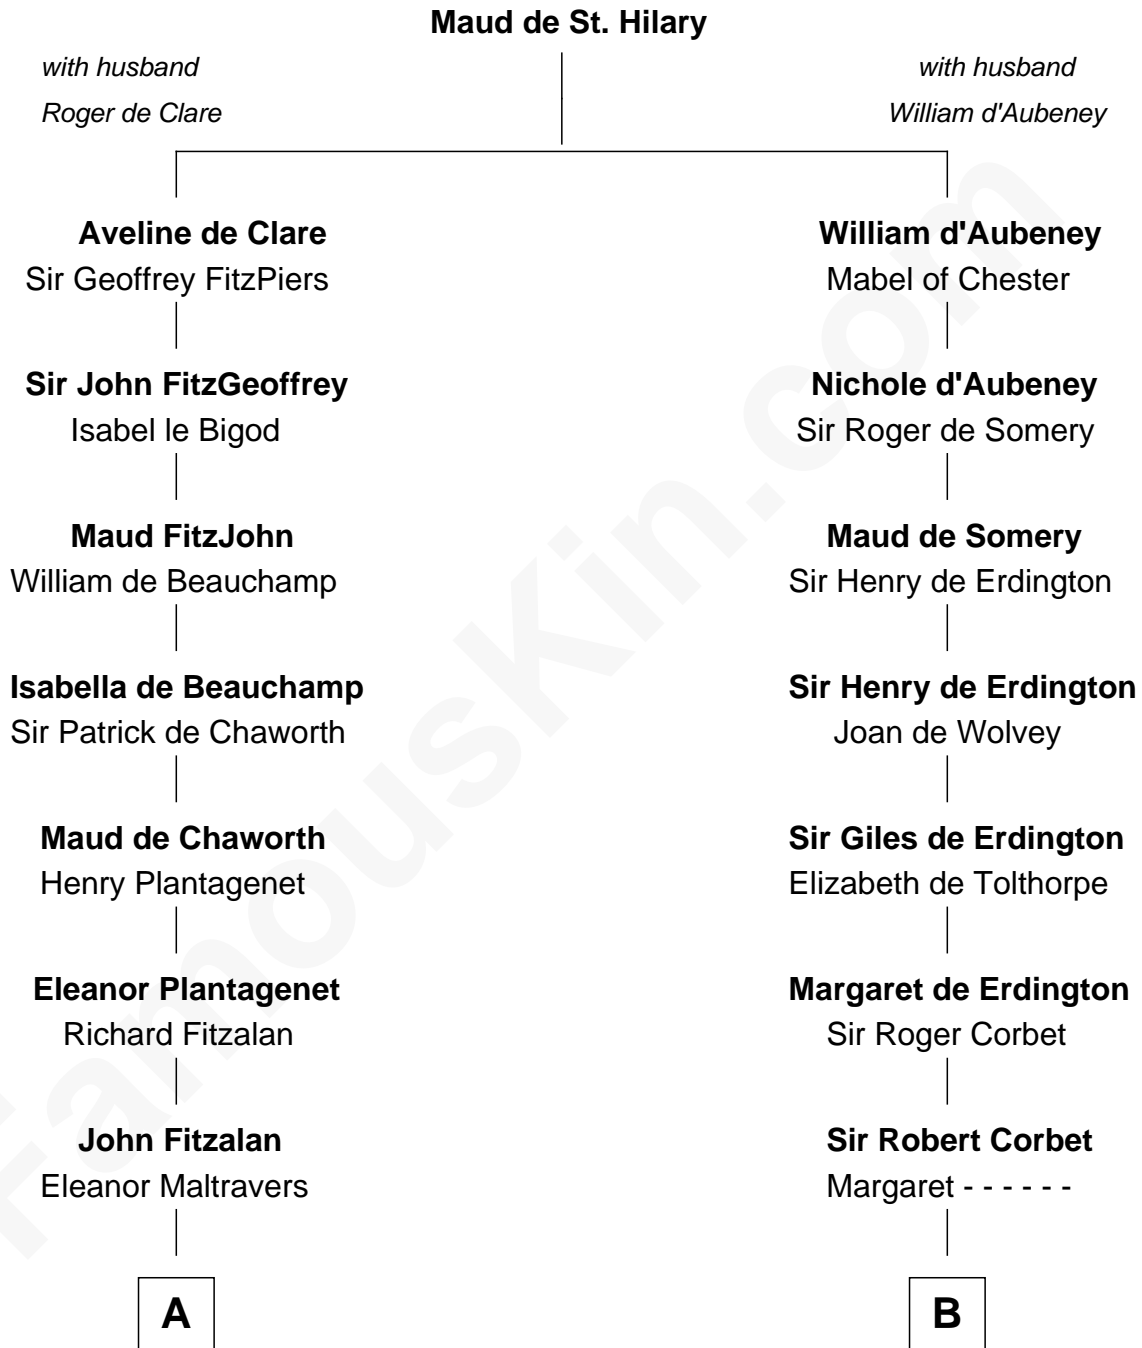 Maud de St. Hilary
with husband
Roger de Clare
with husband
William d'Aubeney
Aveline de Clare
Sir Geoffrey FitzPiers
William d'Aubeney
Mabel of Chester
Sir John FitzGeoffrey
Isabel le Bigod
Nichole d'Aubeney
Sir Roger de Somery
Maud FitzJohn
William de Beauchamp
Maud de Somery
Sir Henry de Erdington
Isabella de Beauchamp
Sir Patrick de Chaworth
Sir Henry de Erdington
Joan de Wolvey
Maud de Chaworth
Henry Plantagenet
Sir Giles de Erdington
Elizabeth de Tolthorpe
Eleanor Plantagenet
Richard Fitzalan
Margaret de Erdington
Sir Roger Corbet
John Fitzalan
Eleanor Maltravers
Sir Robert Corbet
Margaret - - - - - -
A
B
FamousKin.com